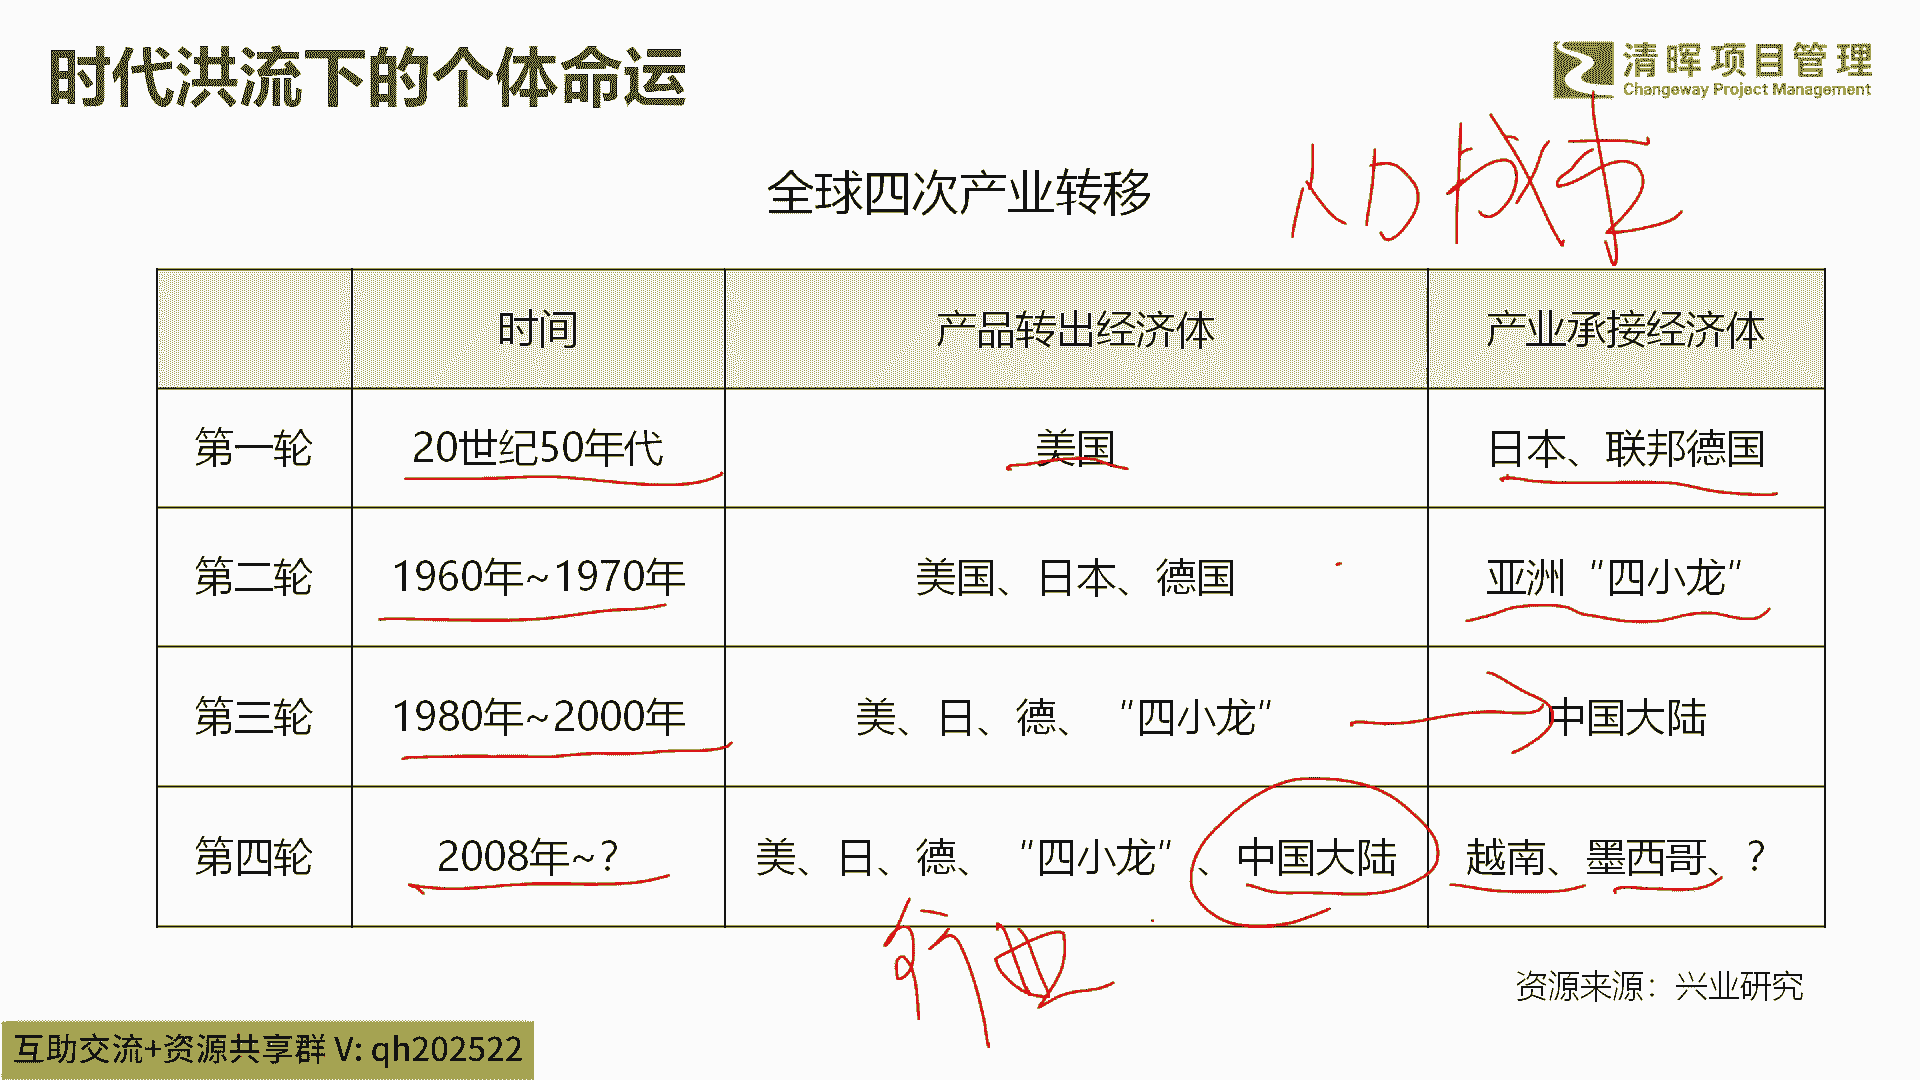 时代洪流下的个体命运
清晖项目管理
Changeway Project Management
全球四次产业转移
时间 产品转出经济体 产业承接经济体
第一轮 20世纪50年代 美国 日本、联邦德国
第二轮 1960年~1970年 美国、日本、德国 亚洲“四小龙”
第三轮 1980年~2000年 美、日、德、“四小龙” 中国大陆
第四轮 2008年~? 美、日、德、“四小龙”、中国大陆 越南、墨西哥、?
行业
资源来源：兴业研究
互助交流+资源共享群 V: qh202522